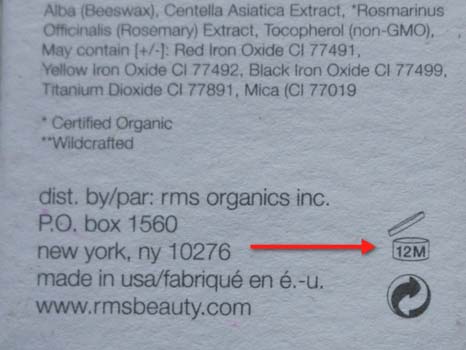 Alba (Beeswax), Centella Asiatica Extract, *Rosmarinus
Officinalis (Rosemary) Extract, Tocopherol (non-GMO),
May contain [+/-]: Red Iron Oxide CI 77491,
Yellow Iron Oxide CI 77492, Black Iron Oxide CI 77499,
Titanium Dioxide CI 77891, Mica (CI 77019
* Certified Organic
**Wildcrafted
dist. by/par: rms organics inc.
P.O. box 1560
new york, ny 10276
12M
made in usa/fabriqué en é.-u.
www.rmsbeauty.com